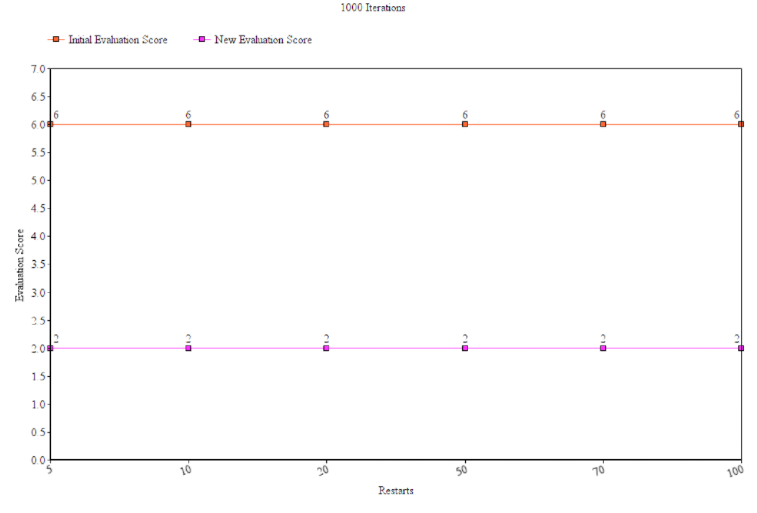 1000 Iterations
Initial Evaluation Score
New Evaluation Score
7.0
6.5
6.0
5.5
5.0
4.5
4.0
3.5
3.0
2.5
2.0
1.5
1.0
0.5
0.0
6 6 6 6 6 6
2 2 2 2 2 2
Evaluation Score
5 10 20 50 70 100
Restarts